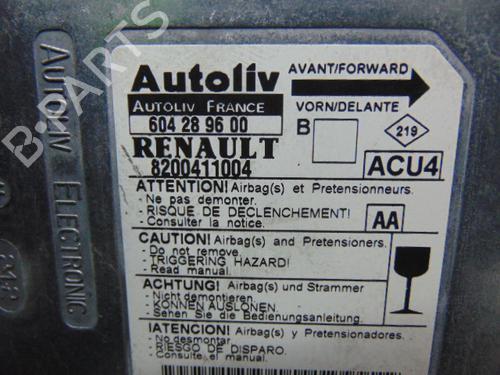 B-PARTS
AUTOLIV ELECTRONIC
Autoliv
AUTOLIV FRANCE
604 28 96 00
RENAULT
8200411004
AVANT/FORWARD
VORN/DELANTE
B
219
ACU4
ATTENTION! Airbag(s) et Pretensionneurs.
- Ne pas demonter.
- RISQUE DE DECLENCHEMENT!
- Consulter la notice.
AA
CAUTION! Airbag(s) and Pretensioners.
- Do not remove.
- TRIGGERING HAZARD!
- Read manual.
ACHTUNG! Airbag(s) und Strammer
- Nicht demontieren.
- KONNEN AUSLONEN.
- Sehen Sie die Bedienungsanleitung.
!ATENCION! Airbag(s) y Pretensionadores.
- No desmontar.
- RIESGO DE DISPARO.
- Consulte el manual.